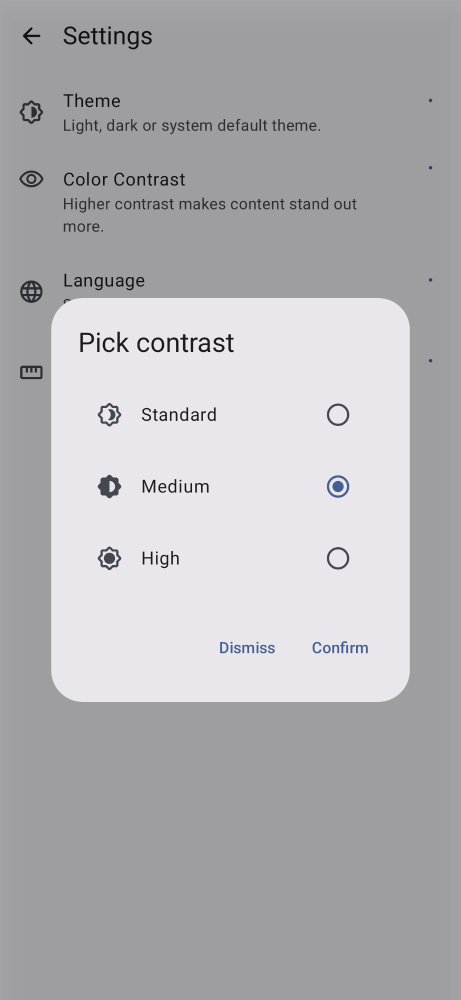 Settings
Theme
Light, dark or system default theme.
Color Contrast
Higher contrast makes content stand out
more.
Language
Pick contrast
Standard
Medium
High
Dismiss
Confirm